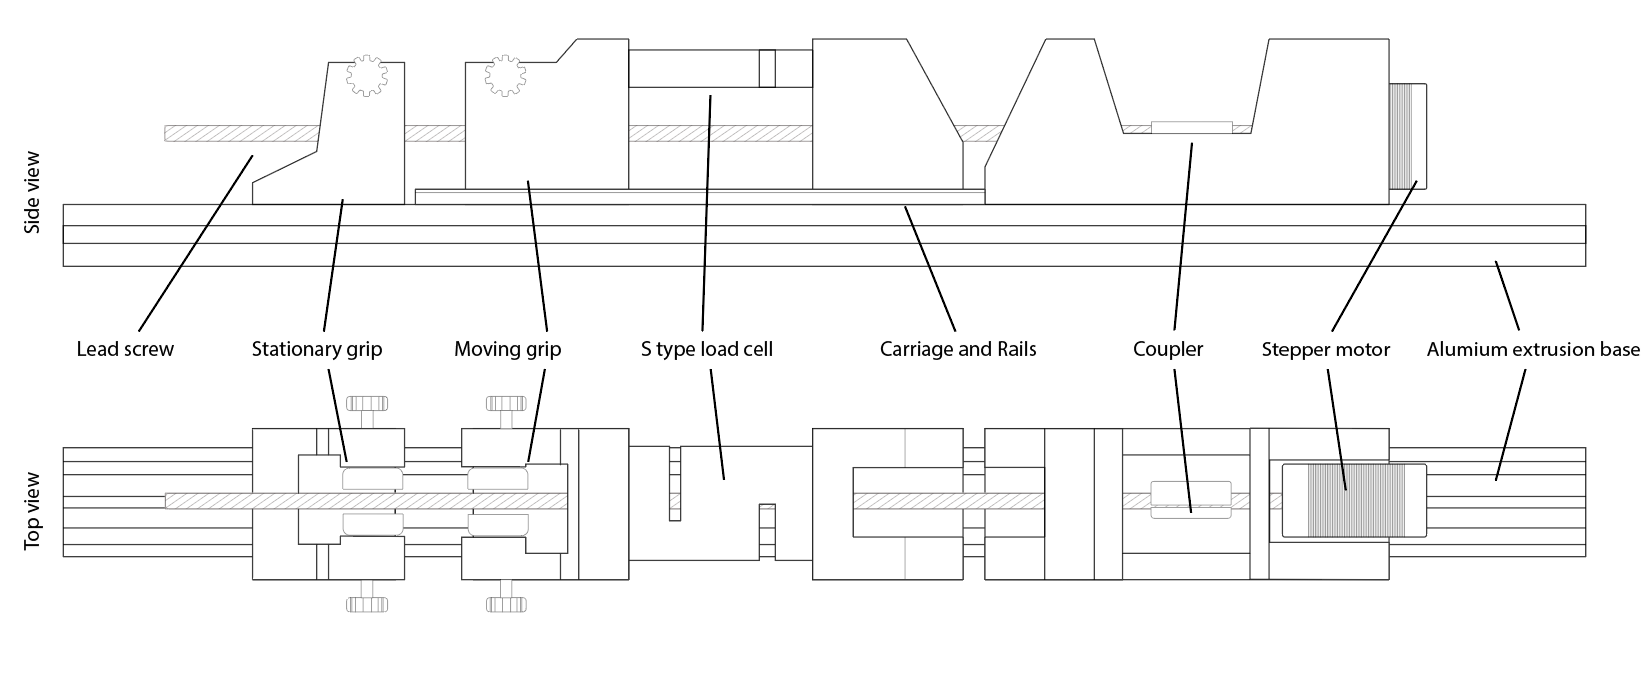 Side view
Lead screw
Stationary grip
Moving grip
S type load cell
Carriage and Rails
Coupler
Stepper motor
Alumium extrusion base
Top view